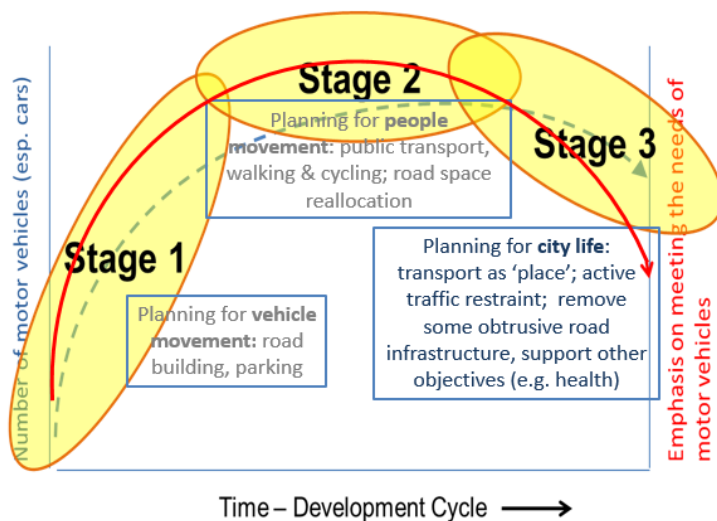 Number of motor vehicles (esp. cars)
Stage 1
Stage 2
Stage 3
Planning for people
movement: public transport,
walking & cycling; road space
reallocation
Planning for vehicle
movement: road
building, parking
Planning for city life:
transport as ‘place’; active
traffic restraint; remove
some obtrusive road
infrastructure, support other
objectives (e.g. health)
Emphasis on meeting the needs of
motor vehicles
Time – Development Cycle